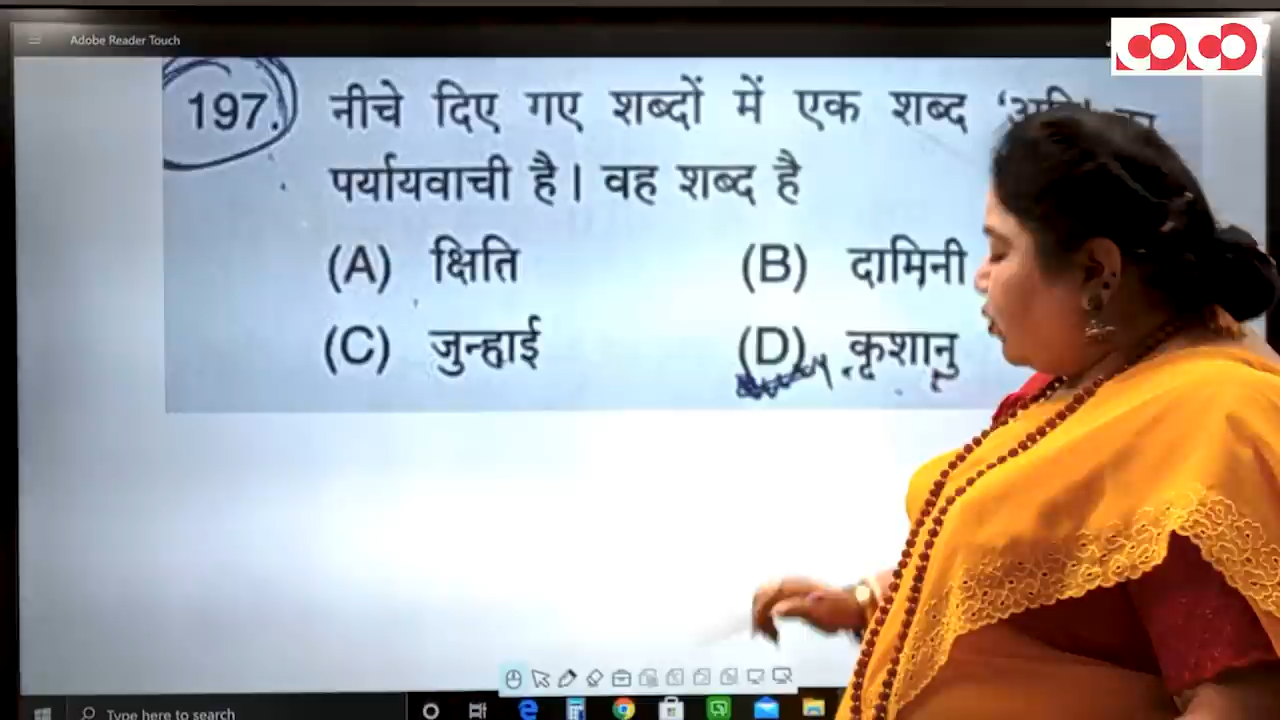 Adobe Reader Touch
197. नीचे दिए गए शब्दों में एक शब्द
पर्यायवाची है। वह शब्द है
(A) क्षिति (B) दामिनी
(C) जुन्हाई (D) कृशानु
Type here to search